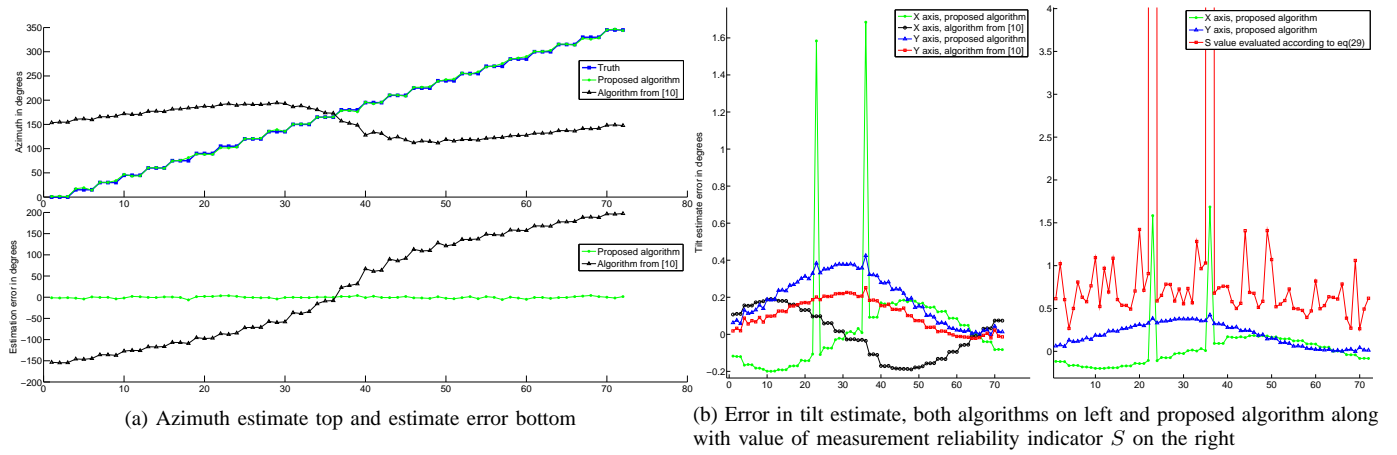 350
300
250
200
150
100
50
0
Azimuth in degrees
Truth
Proposed algorithm
Algorithm from [10]
0 10 20 30 40 50 60 70 80
200
150
100
50
0
−50
−100
−150
−200
Estimation error in degrees
Proposed algorithm
Algorithm from [10]
0 10 20 30 40 50 60 70 80
(a) Azimuth estimate top and estimate error bottom
1.6
1.4
1.2
1
0.8
0.6
0.4
0.2
0
−0.2
Tilt estimate error in degrees
X axis, proposed algorithm
X axis, algorithm from [10]
Y axis, proposed algorithm
Y axis, algorithm from [10]
0 10 20 30 40 50 60 70
4
3.5
3
2.5
2
1.5
1
0.5
0
X axis, proposed algorithm
Y axis, proposed algorithm
S value evaluated according to eq(29)
10 20 30 40 50 60 70
(b) Error in tilt estimate, both algorithms on left and proposed algorithm along
with value of measurement reliability indicator S on the right